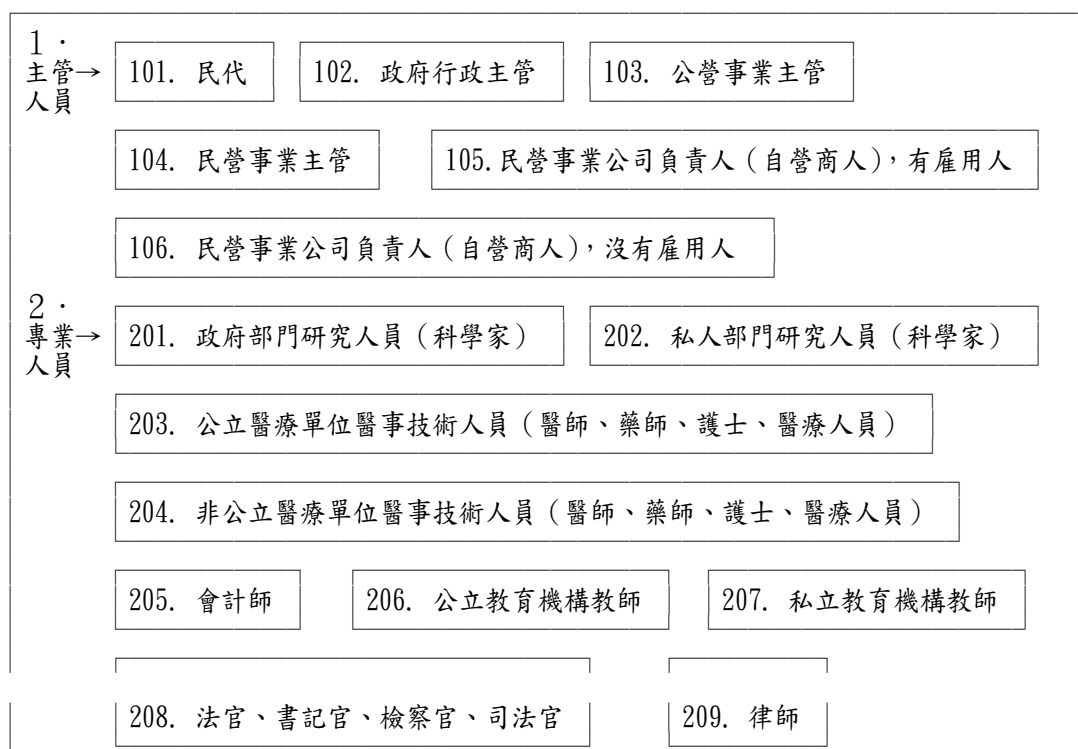 1．
主管→ 101. 民代 102. 政府行政主管 103. 公營事業主管
人員
104. 民營事業主管 105.民營事業公司負責人（自營商人），有雇用人
106. 民營事業公司負責人（自營商人），沒有雇用人
2．
專業→ 201. 政府部門研究人員（科學家） 202. 私人部門研究人員（科學家）
人員
203. 公立醫療單位醫事技術人員（醫師、藥師、護士、醫療人員）
204. 非公立醫療單位醫事技術人員（醫師、藥師、護士、醫療人員）
205. 會計師 206. 公立教育機構教師 207. 私立教育機構教師
208. 法官、書記官、檢察官、司法官 209. 律師